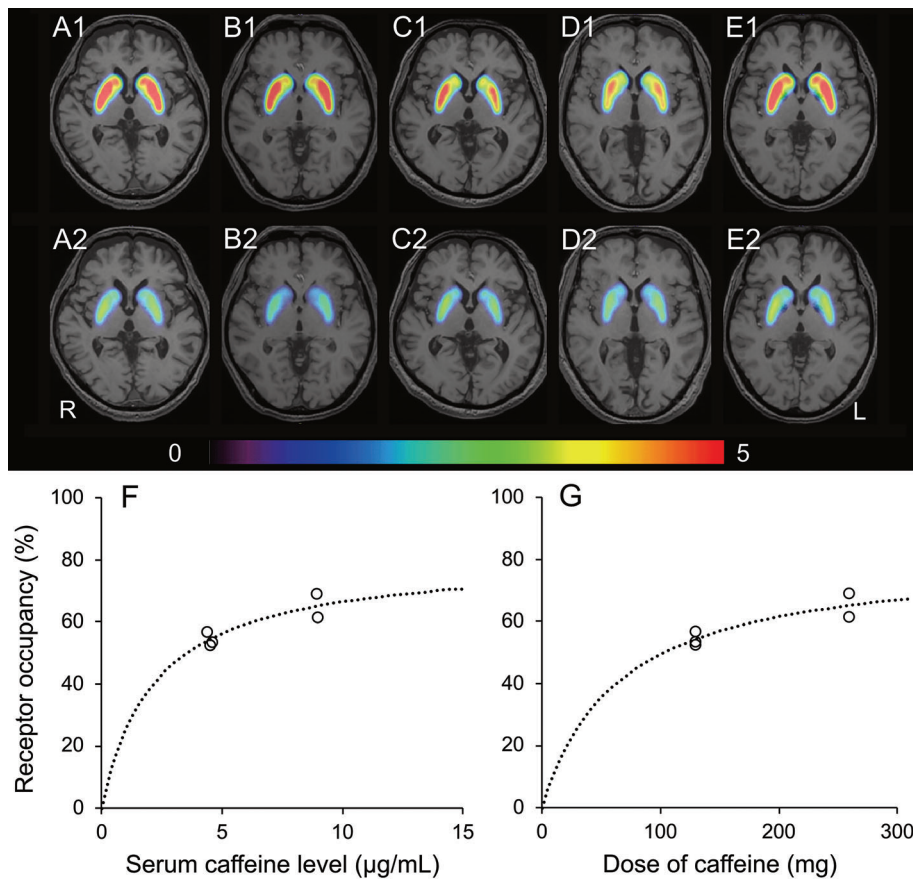 A1 B1 C1 D1 E1
A2 B2 C2 D2 E2
R L
0 5
F
Receptor occupancy (%)
100
80
60
40
20
0
0 5 10 15
Serum caffeine level (µg/mL)
G
100
80
60
40
20
0
0 100 200 300
Dose of caffeine (mg)